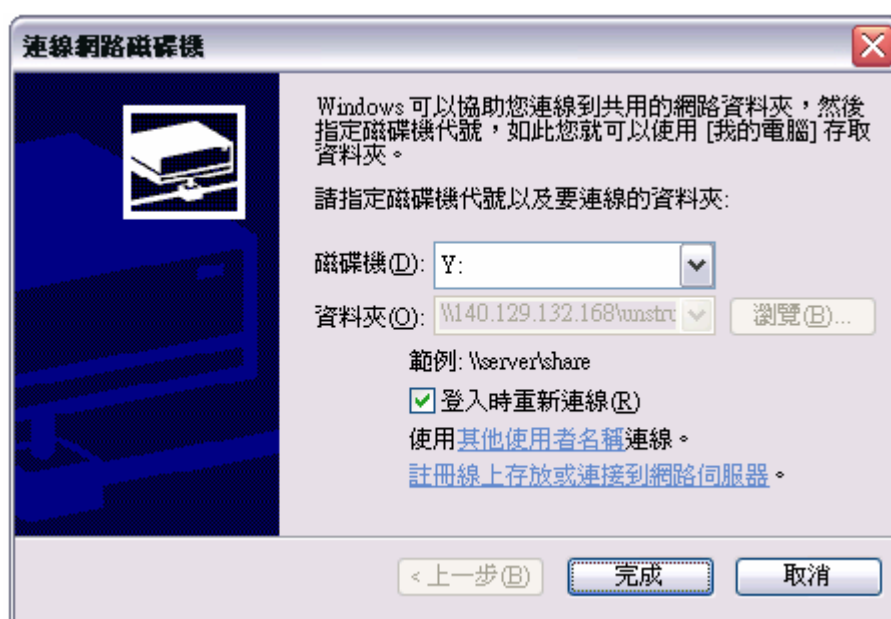 連線網路磁碟機
Windows 可以協助您連線到共用的網路資料夾，然後
指定磁碟機代號，如此您就可以使用 [我的電腦] 存取
資料夾。
請指定磁碟機代號以及要連線的資料夾:
磁碟機(D): Y:
資料夾(O): \\140.129.132.168\unstru 瀏覽(B)...
範例: \\server\share
登入時重新連線(R)
使用其他使用者名稱連線。
註冊線上存放或連接到網路伺服器。
< 上一步(B) 完成 取消